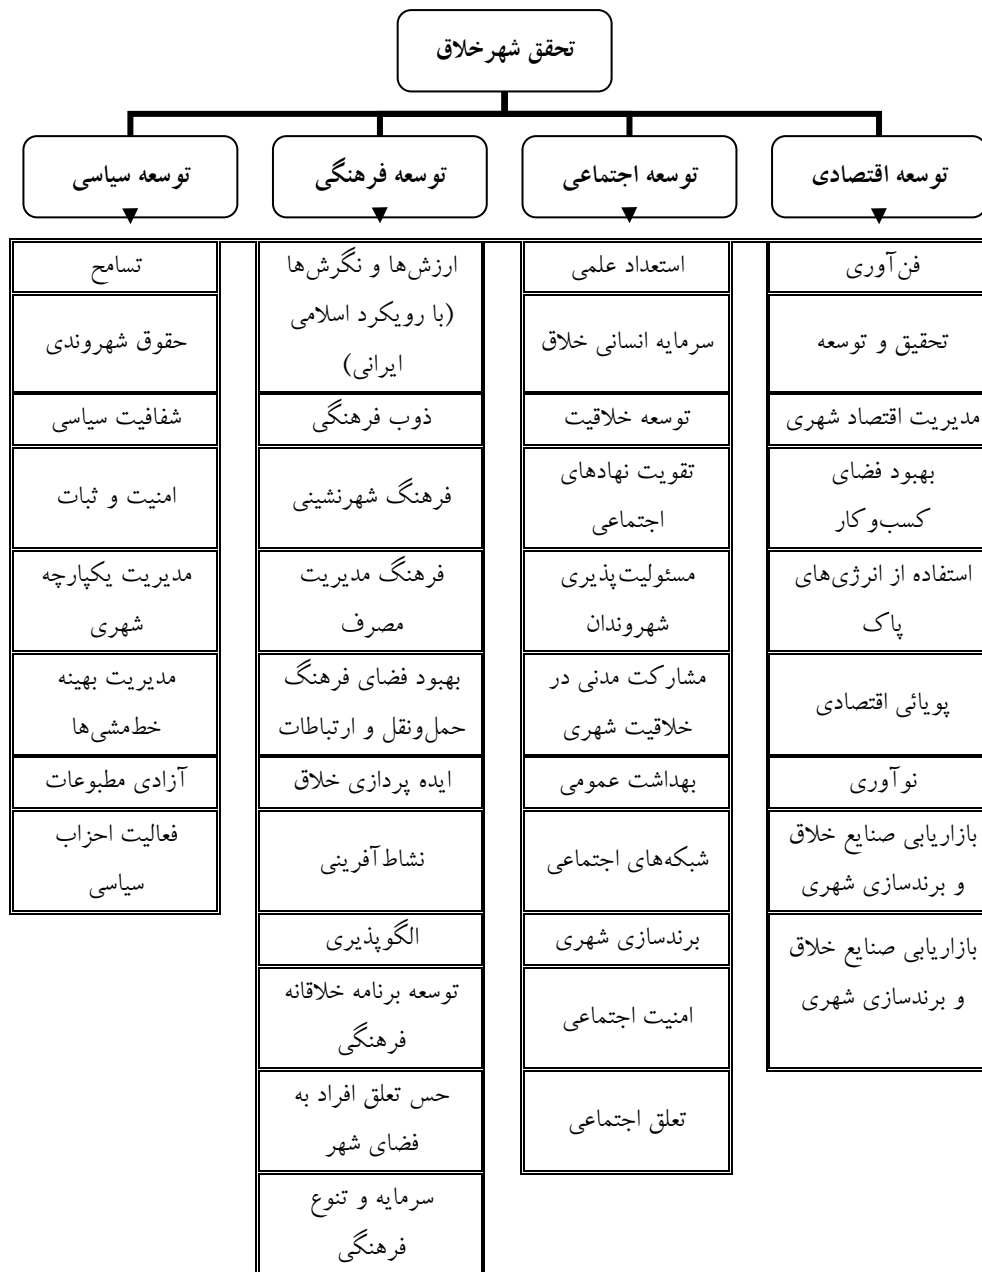 تحقق شهرخلاق
توسعه اقتصادی
توسعه اجتماعی
توسعه فرهنگی
توسعه سیاسی
فن‌آوری
تحقیق و توسعه
مدیریت اقتصاد شهری
بهبود فضای
کسب‌وکار
استفاده از انرژی‌های
پاک
پویائی اقتصادی
نوآوری
بازاریابی صنایع خلاق
و برندسازی شهری
بازاریابی صنایع خلاق
و برندسازی شهری
استعداد علمی
سرمایه انسانی خلاق
توسعه خلاقیت
تقویت نهادهای
اجتماعی
مسئولیت‌پذیری
شهروندان
مشارکت مدنی در
خلاقیت شهری
بهداشت عمومی
شبکه‌های اجتماعی
برندسازی شهری
امنیت اجتماعی
تعلق اجتماعی
ارزش‌ها و نگرش‌ها
(با رویکرد اسلامی
ایرانی)
ذوب فرهنگی
فرهنگ شهرنشینی
فرهنگ مدیریت
مصرف
بهبود فضای فرهنگ
حمل‌ونقل و ارتباطات
ایده پردازی خلاق
نشاط‌آفرینی
الگوپذیری
توسعه برنامه خلاقانه
فرهنگی
حس تعلق افراد به
فضای شهر
سرمایه و تنوع
فرهنگی
تسامح
حقوق شهروندی
شفافیت سیاسی
امنیت و ثبات
مدیریت یکپارچه
شهری
مدیریت بهینه
خط‌مشی‌ها
آزادی مطبوعات
فعالیت احزاب
سیاسی